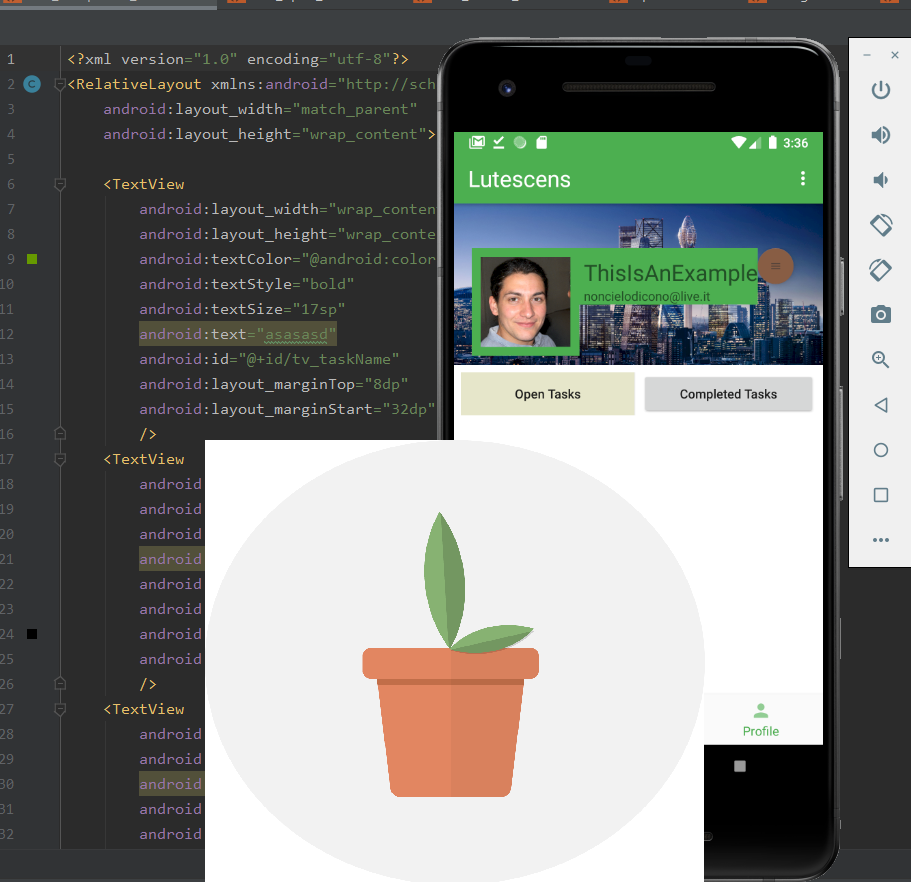 1 <?xml version="1.0" encoding="utf-8"?>
2 <RelativeLayout xmlns:android="http://sch
3 android:layout_width="match_parent"
4 android:layout_height="wrap_content">
5
6 <TextView
7 android:layout_width="wrap_conten
8 android:layout_height="wrap_conte
9 android:textColor="@android:color
10 android:textStyle="bold"
11 android:textSize="17sp"
12 android:text="asasasd"
13 android:id="@+id/tv_taskName"
14 android:layout_marginTop="8dp"
15 android:layout_marginStart="32dp"
16 />
17 <TextView
18 android
19 android
20 android
21 android
22 android
23 android
24 android
25 android
26 />
27 <TextView
28 android
29 android
30 android
31 android
32 android
3:36
Lutescens
ThisIsAnExample
noncielodicono@live.it
Open Tasks Completed Tasks
Profile